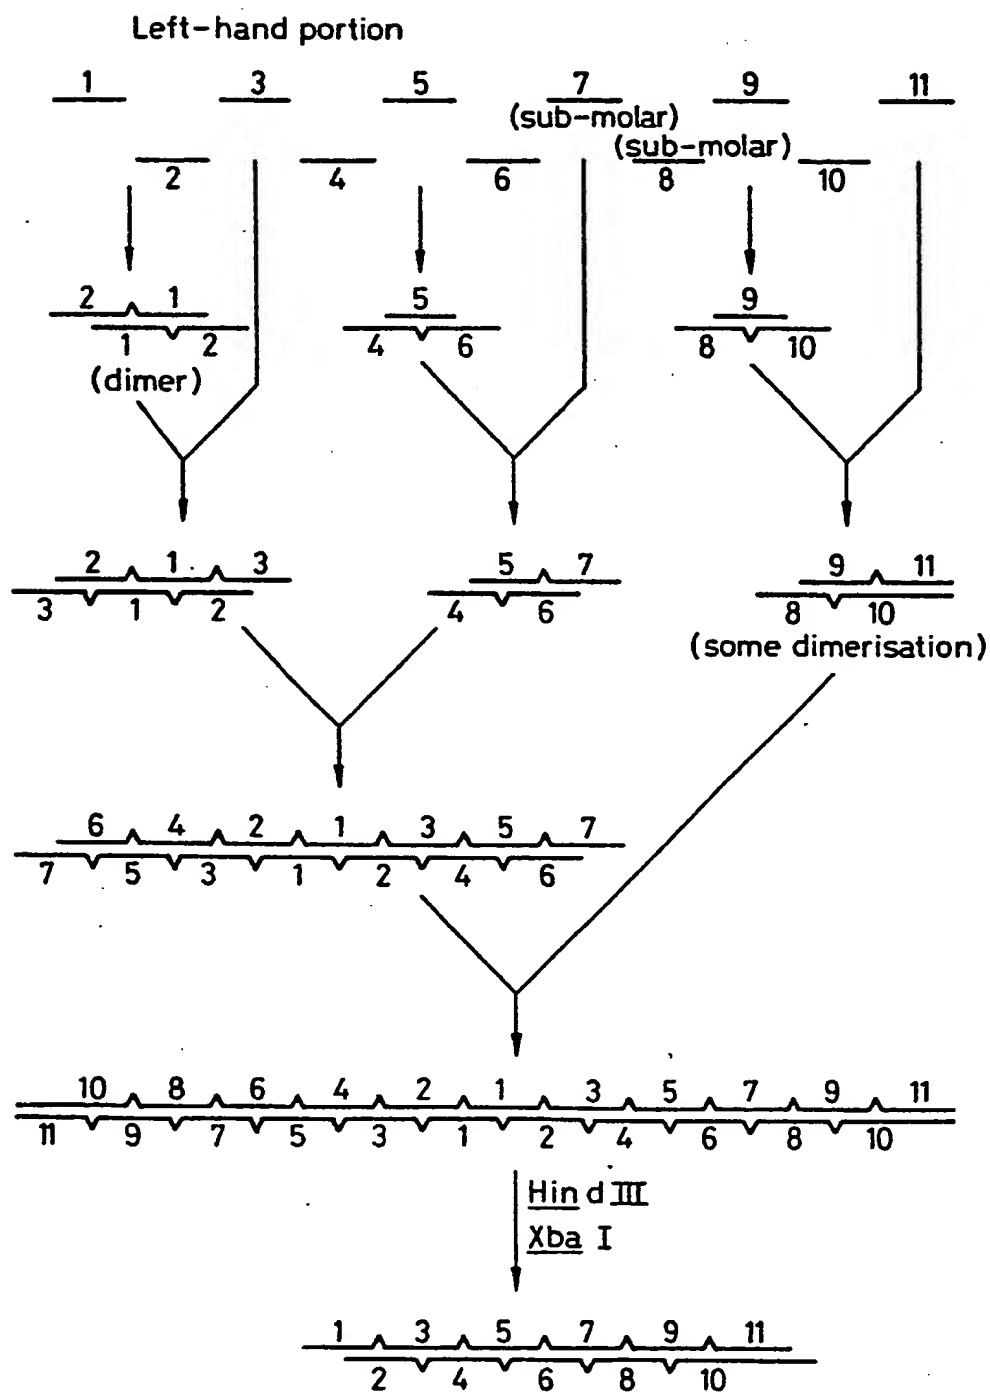 Left-hand portion
1 3 5 7 9 11
(sub-molar)
(sub-molar)
2 4 6 8 10
2 1 5 9
1 2 4 6 8 10
(dimer)
2 1 3 5 7 9 11
3 1 2 4 6 8 10
(some dimerisation)
6 4 2 1 3 5 7
7 5 3 1 2 4 6
10 8 6 4 2 1 3 5 7 9 11
11 9 7 5 3 1 2 4 6 8 10
Hin d III
Xba I
1 3 5 7 9 11
2 4 6 8 10